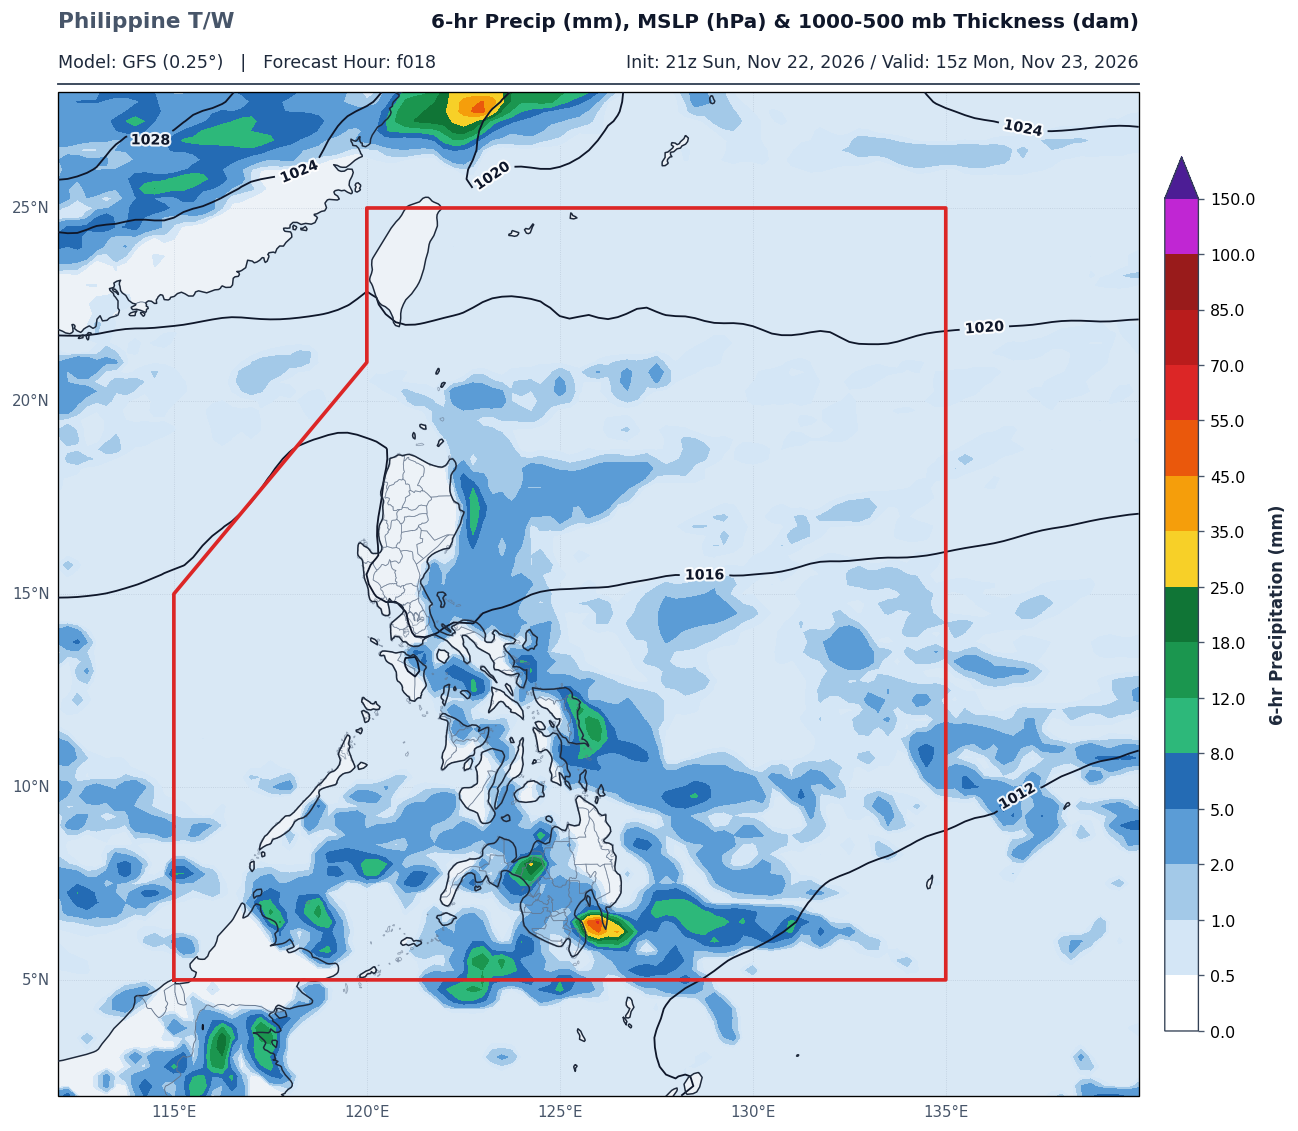 Philippine T/W
6-hr Precip (mm), MSLP (hPa) & 1000-500 mb Thickness (dam)
Model: GFS (0.25°) | Forecast Hour: f018
Init: 21z Sun, Nov 22, 2026 / Valid: 15z Mon, Nov 23, 2026
1028
1024
1024
1020
1020
1016
1012
25°N
20°N
15°N
10°N
5°N
115°E
120°E
125°E
130°E
135°E
150.0
100.0
85.0
70.0
55.0
45.0
35.0
25.0
18.0
12.0
8.0
5.0
2.0
1.0
0.5
0.0
6-hr Precipitation (mm)